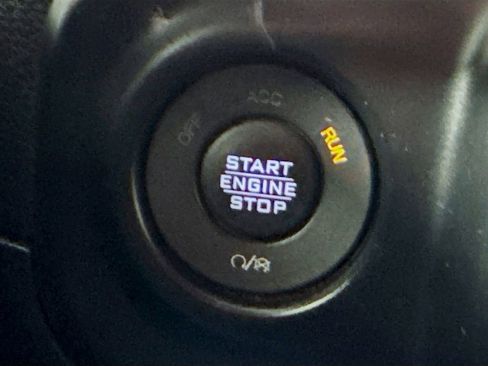 ACC
OFF
RUN
START
ENGINE
STOP